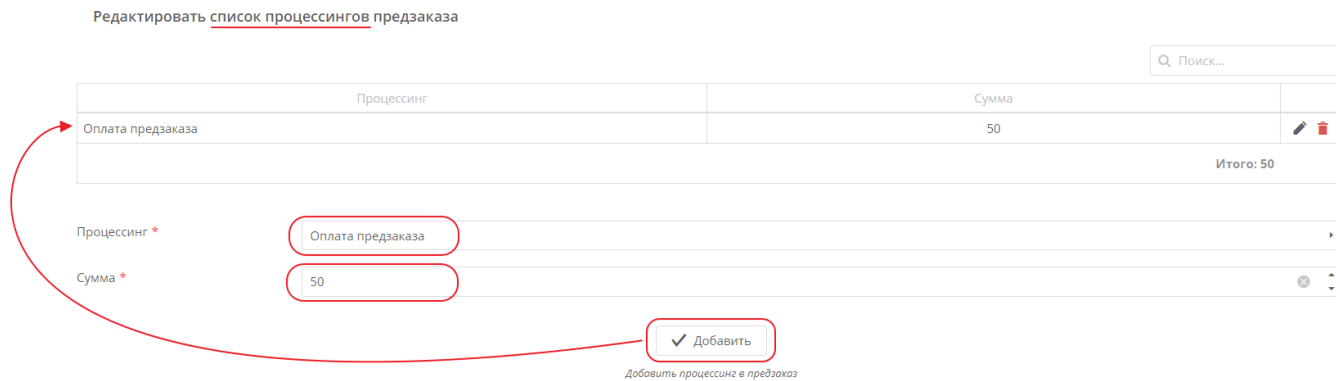 Редактировать список процессингов предзаказа
Поиск...
Процессинг Сумма
Оплата предзаказа 50
Итого: 50
Процессинг * Оплата предзаказа
Сумма * 50
Добавить
Добавить процессинг в предзаказ